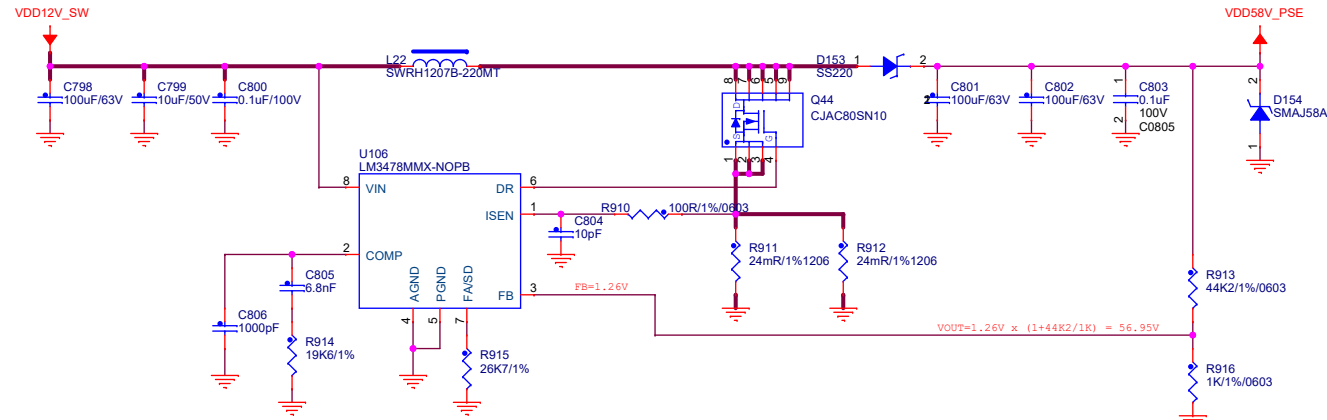 VDD12V_SW
VDD58V_PSE
L22
SWRH1207B-220MT
D153
SS220
1
2
C798
100uF/63V
C799
10uF/50V
C800
0.1uF/100V
8
7
6
5
9
D
S
G
Q44
CJAC80SN10
1
2
3
4
C801
100uF/63V
C802
100uF/63V
1
C803
0.1uF
100V
C0805
2
2
D154
SMAJ58A
1
U106
LM3478MMX-NOPB
8
VIN
DR
6
ISEN
1
R910
100R/1%/0603
C804
10pF
2
COMP
R911
24mR/1%1206
R912
24mR/1%1206
AGND
PGND
FA/SD
FB
3
FB=1.26V
4
5
7
C805
6.8nF
C806
1000pF
R914
19K6/1%
R915
26K7/1%
R913
44K2/1%/0603
VOUT=1.26V x (1+44K2/1K) = 56.95V
R916
1K/1%/0603